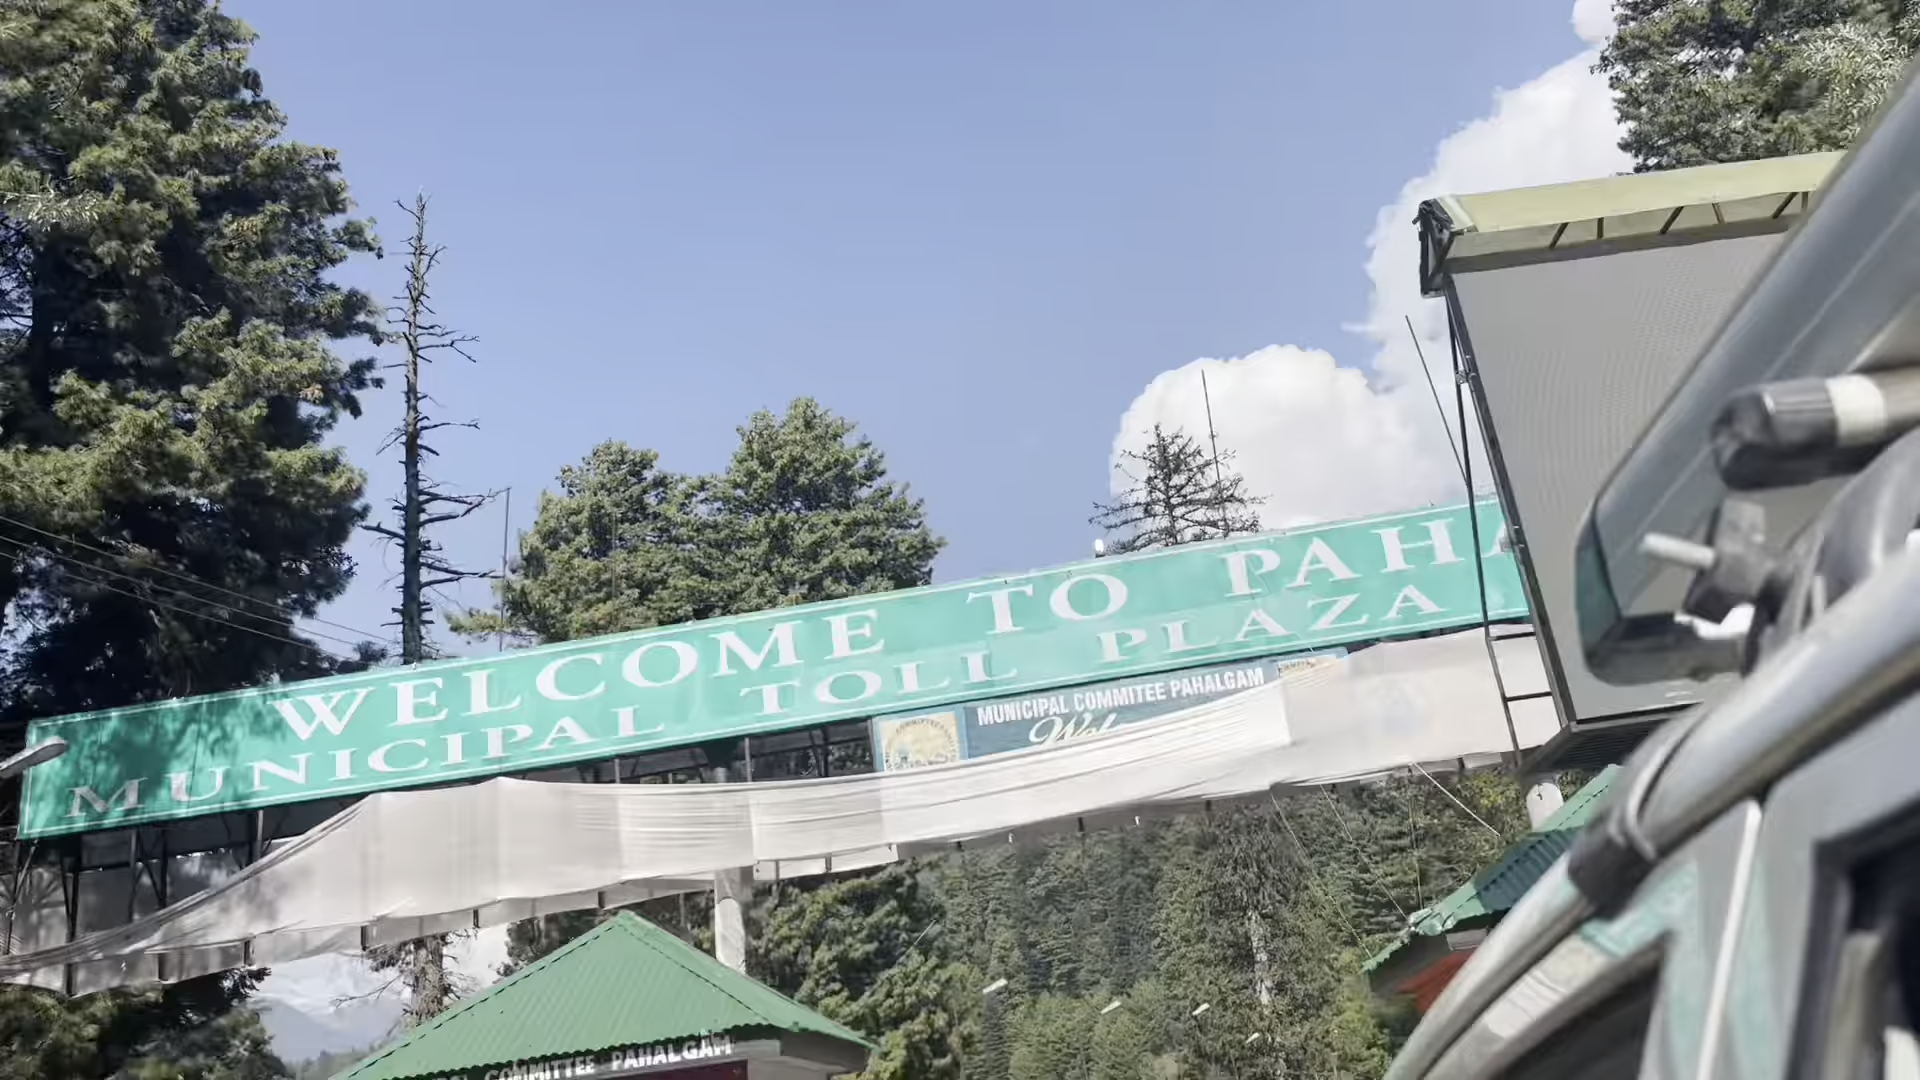 WELCOME TO PAHA
MUNICIPAL TOLL PLAZA
MUNICIPAL COMMITEE PAHALGAM
COMMITTEE PAHALGAM